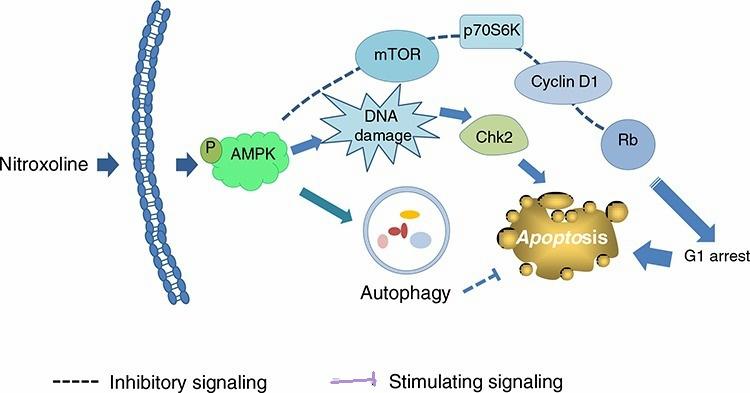 p70S6K
mTOR
Cyclin D1
DNA
damage
Chk2
Rb
P
AMPK
Nitroxoline
Apoptosis
G1 arrest
Autophagy
Inhibitory signaling
Stimulating signaling